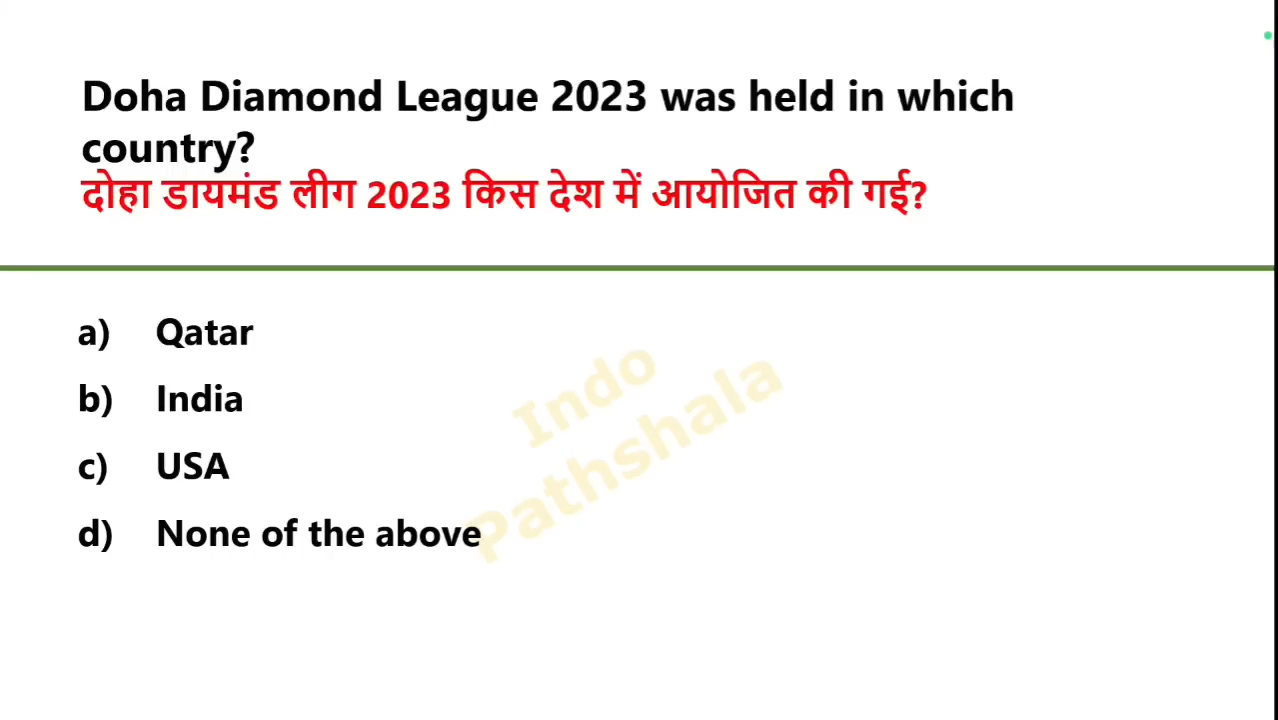 Doha Diamond League 2023 was held in which
country?
दोहा डायमंड लीग 2023 किस देश में आयोजित की गई?
a) Qatar
b) India
c) USA
d) None of the above
Indo
Pathshala